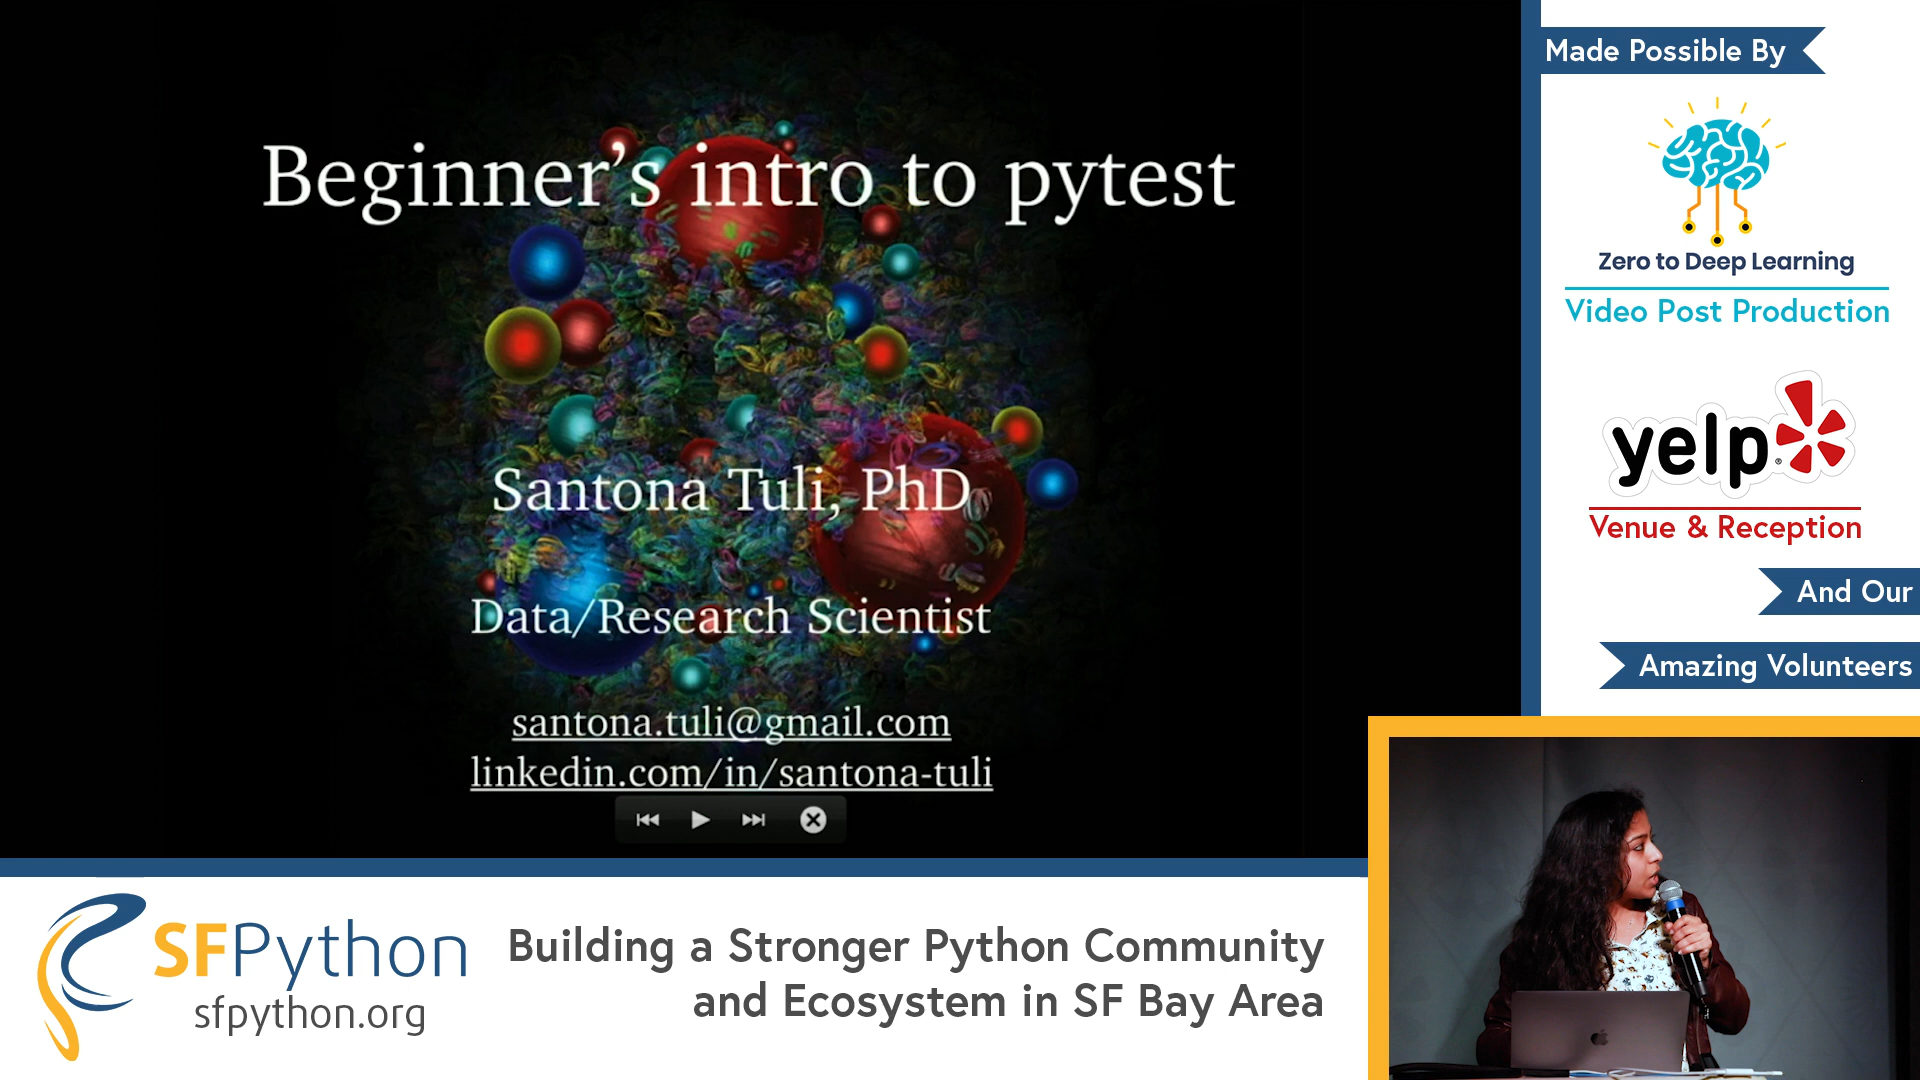 Beginner's intro to pytest
Santona Tuli, PhD
Data/Research Scientist
santona.tuli@gmail.com
linkedin.com/in/santona-tuli
Made Possible By
Zero to Deep Learning
Video Post Production
yelp
Venue & Reception
And Our
Amazing Volunteers
SFPython
sfpython.org
Building a Stronger Python Community
and Ecosystem in SF Bay Area